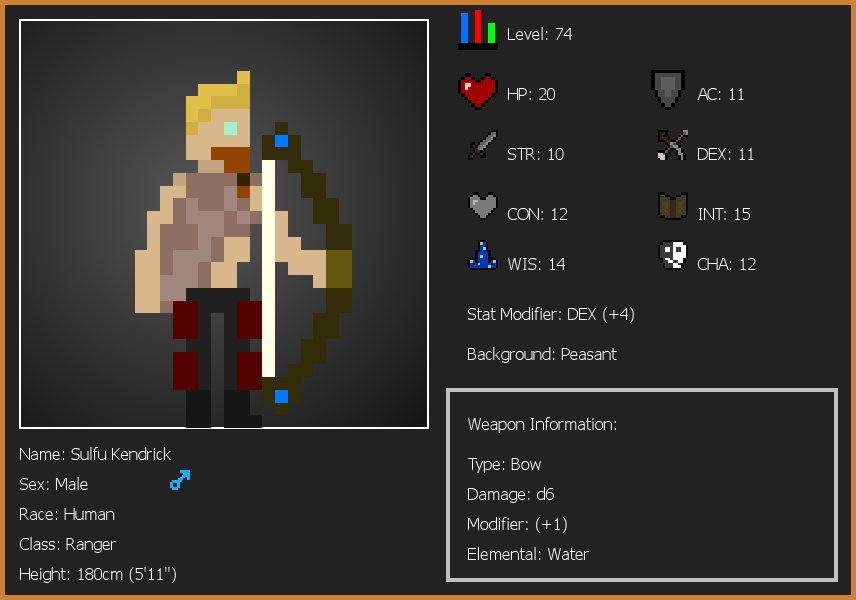 Level: 74
HP: 20
AC: 11
STR: 10
DEX: 11
CON: 12
INT: 15
WIS: 14
CHA: 12
Stat Modifier: DEX (+4)
Background: Peasant
Weapon Information:
Type: Bow
Damage: d6
Modifier: (+1)
Elemental: Water
Name: Sulfu Kendrick
Sex: Male
Race: Human
Class: Ranger
Height: 180cm (5'11")